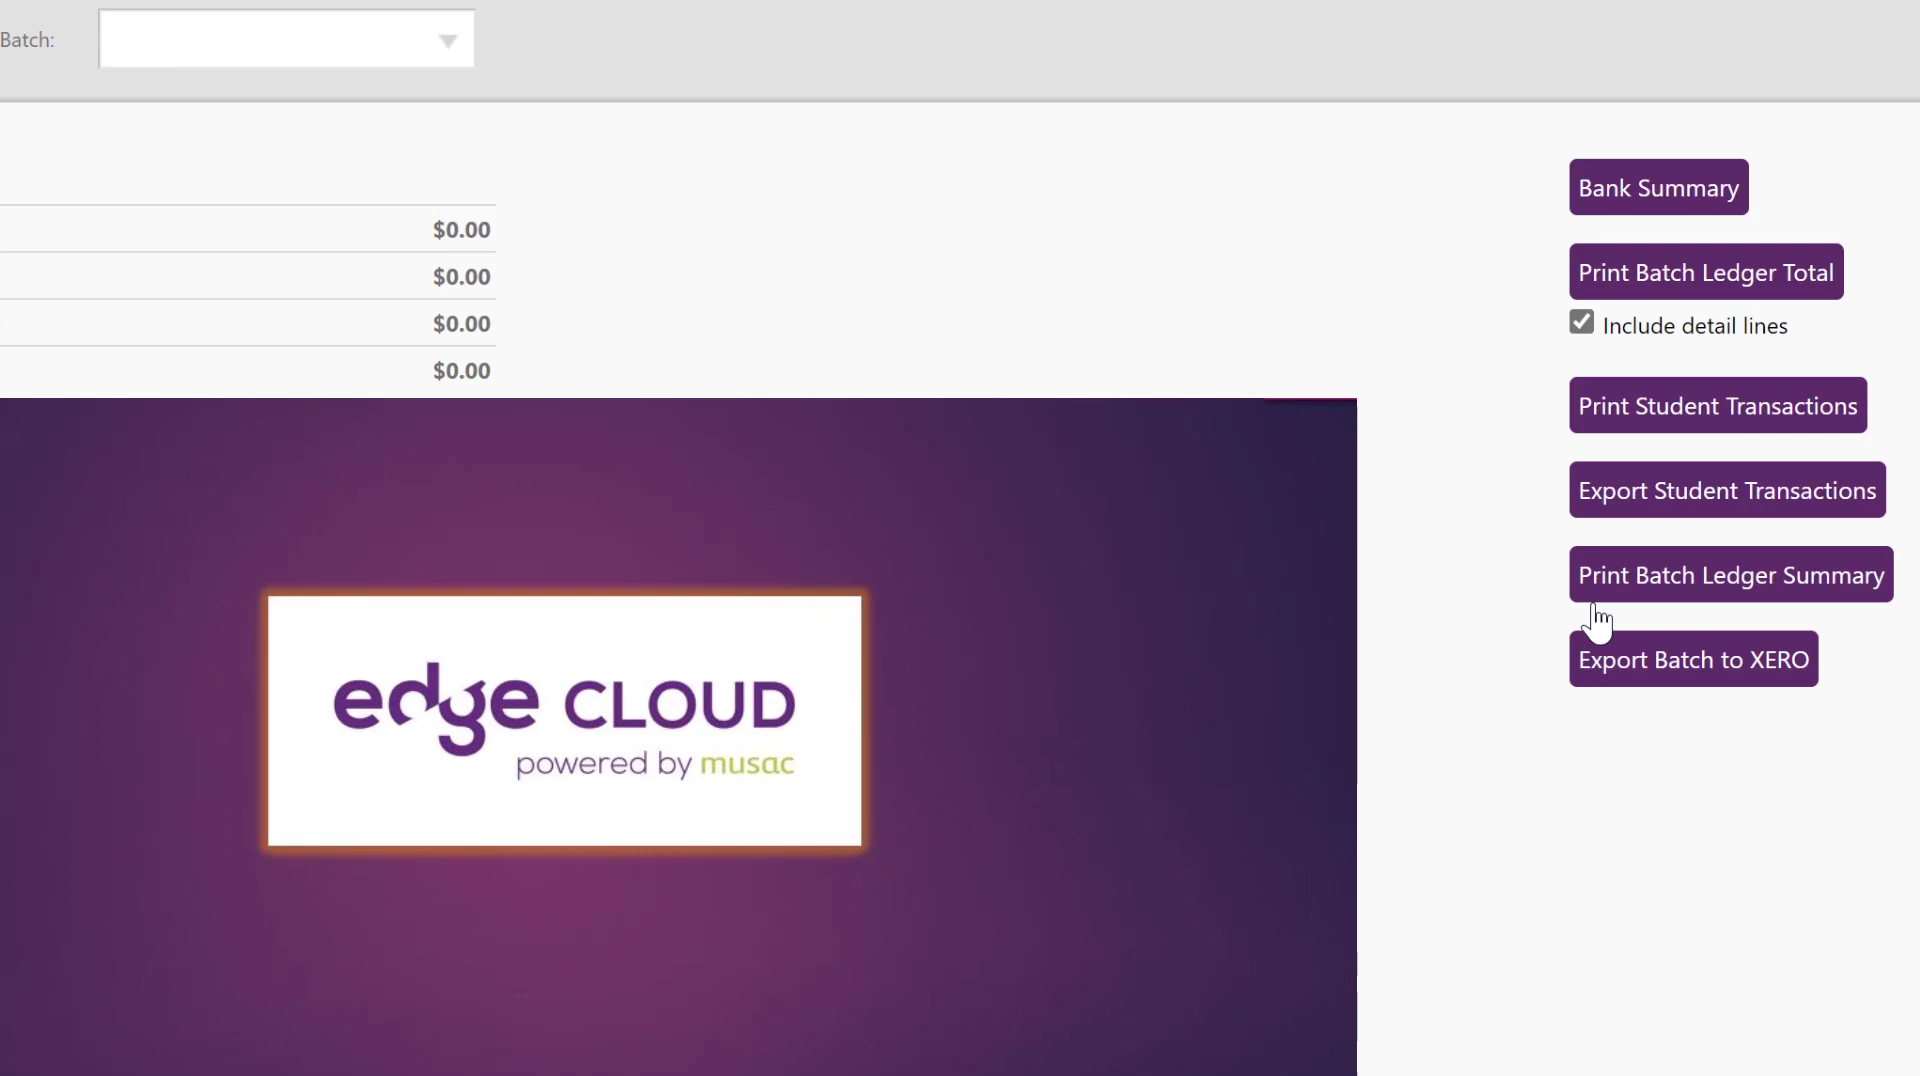 Batch:
Bank Summary
$0.00
Print Batch Ledger Total
$0.00
$0.00
Include detail lines
$0.00
Print Student Transactions
Export Student Transactions
Print Batch Ledger Summary
Export Batch to XERO
edge CLOUD
powered by musac